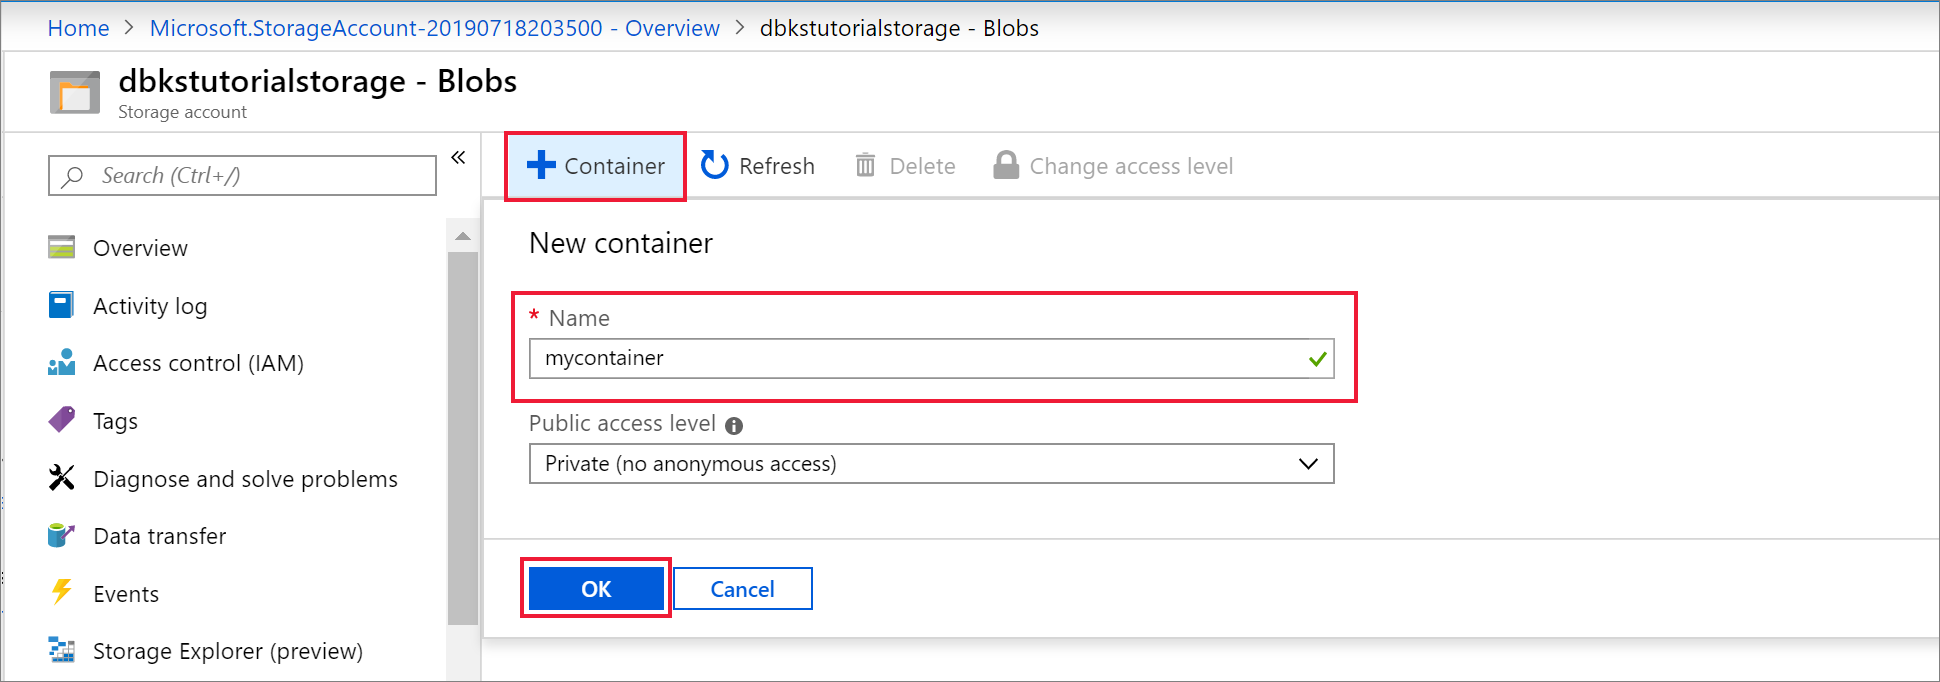 Home > Microsoft.StorageAccount-20190718203500 - Overview > dbkstutorialstorage - Blobs
dbkstutorialstorage - Blobs
Storage account
Search (Ctrl+/)
«
Overview
Activity log
Access control (IAM)
Tags
Diagnose and solve problems
Data transfer
Events
Storage Explorer (preview)
Container Refresh Delete Change access level
New container
* Name
mycontainer
Public access level
Private (no anonymous access)
OK Cancel